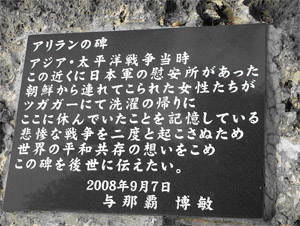 アリランの碑
アジア・太平洋戦争当時
この近くに日本軍の慰安所があった
朝鮮から連れてこられた女性たちが
ツガガーにて洗濯の帰りに
ここに休んでいたことを記憶している
悲惨な戦争を二度と起こさぬため
世界の平和共存の想いをこめ
この碑を後世に伝えたい。
2008年9月7日
与那覇 博敏